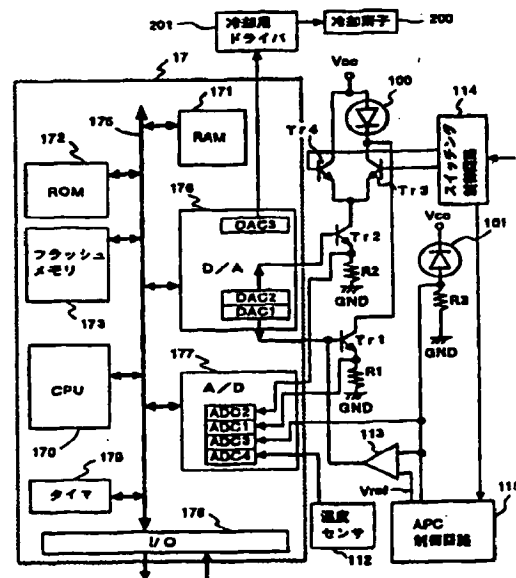 201
冷却用
ドライバ
冷却素子
200
17
Vcc
100
114
175
171
RAM
Tr4
スイッチング
制御回路
172
ROM
Tr3
176
DAC3
Vcc
101
フラッシュ
メモリ
173
D/A
Tr2
DAC2
DAC1
R2
GND
R3
GND
177
Tr1
A/D
R1
GND
CPU
170
ADC2
ADC1
ADC3
ADC4
113
179
タイマ
Vref
178
I/O
温度
センサ
112
APC
制御回路